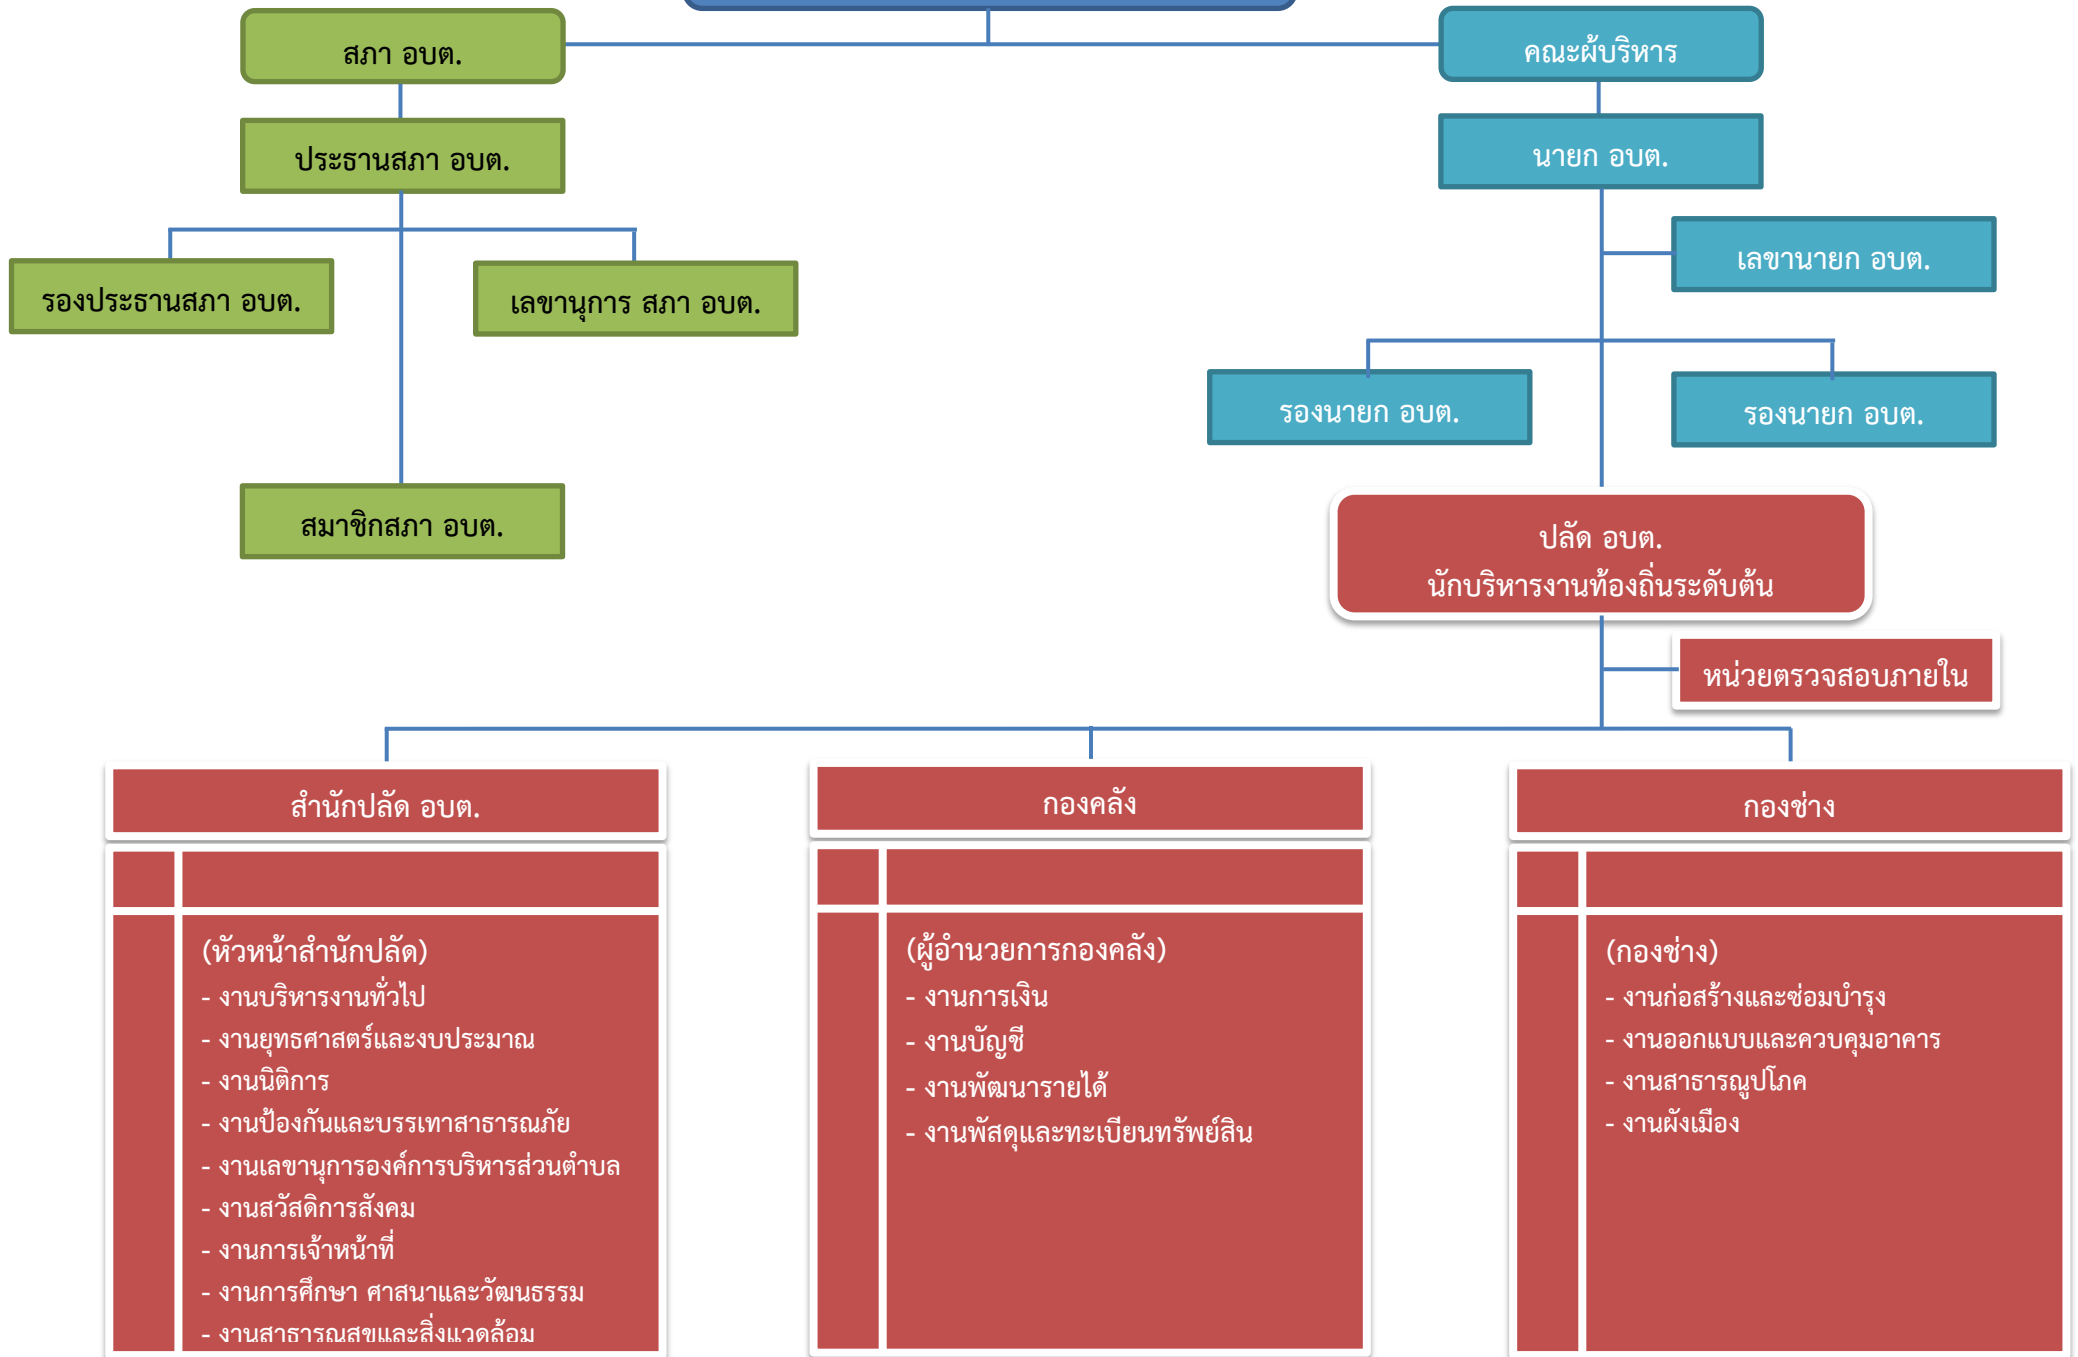 สภา อบต.
คณะผู้บริหาร
ประธานสภา อบต.
นายก อบต.
เลขานายก อบต.
รองประธานสภา อบต.
เลขานุการ สภา อบต.
รองนายก อบต.
รองนายก อบต.
สมาชิกสภา อบต.
ปลัด อบต.
นักบริหารงานท้องถิ่นระดับต้น
หน่วยตรวจสอบภายใน
สำนักปลัด อบต.
(หัวหน้าสำนักปลัด)
- งานบริหารงานทั่วไป
- งานยุทธศาสตร์และงบประมาณ
- งานนิติการ
- งานป้องกันและบรรเทาสาธารณภัย
- งานเลขานุการองค์การบริหารส่วนตำบล
- งานสวัสดิการสังคม
- งานการเจ้าหน้าที่
- งานการศึกษา ศาสนาและวัฒนธรรม
- งานสาธารณสุขและสิ่งแวดล้อม
กองคลัง
(ผู้อำนวยการกองคลัง)
- งานการเงิน
- งานบัญชี
- งานพัฒนารายได้
- งานพัสดุและทะเบียนทรัพย์สิน
กองช่าง
(กองช่าง)
- งานก่อสร้างและซ่อมบำรุง
- งานออกแบบและควบคุมอาคาร
- งานสาธารณูปโภค
- งานผังเมือง